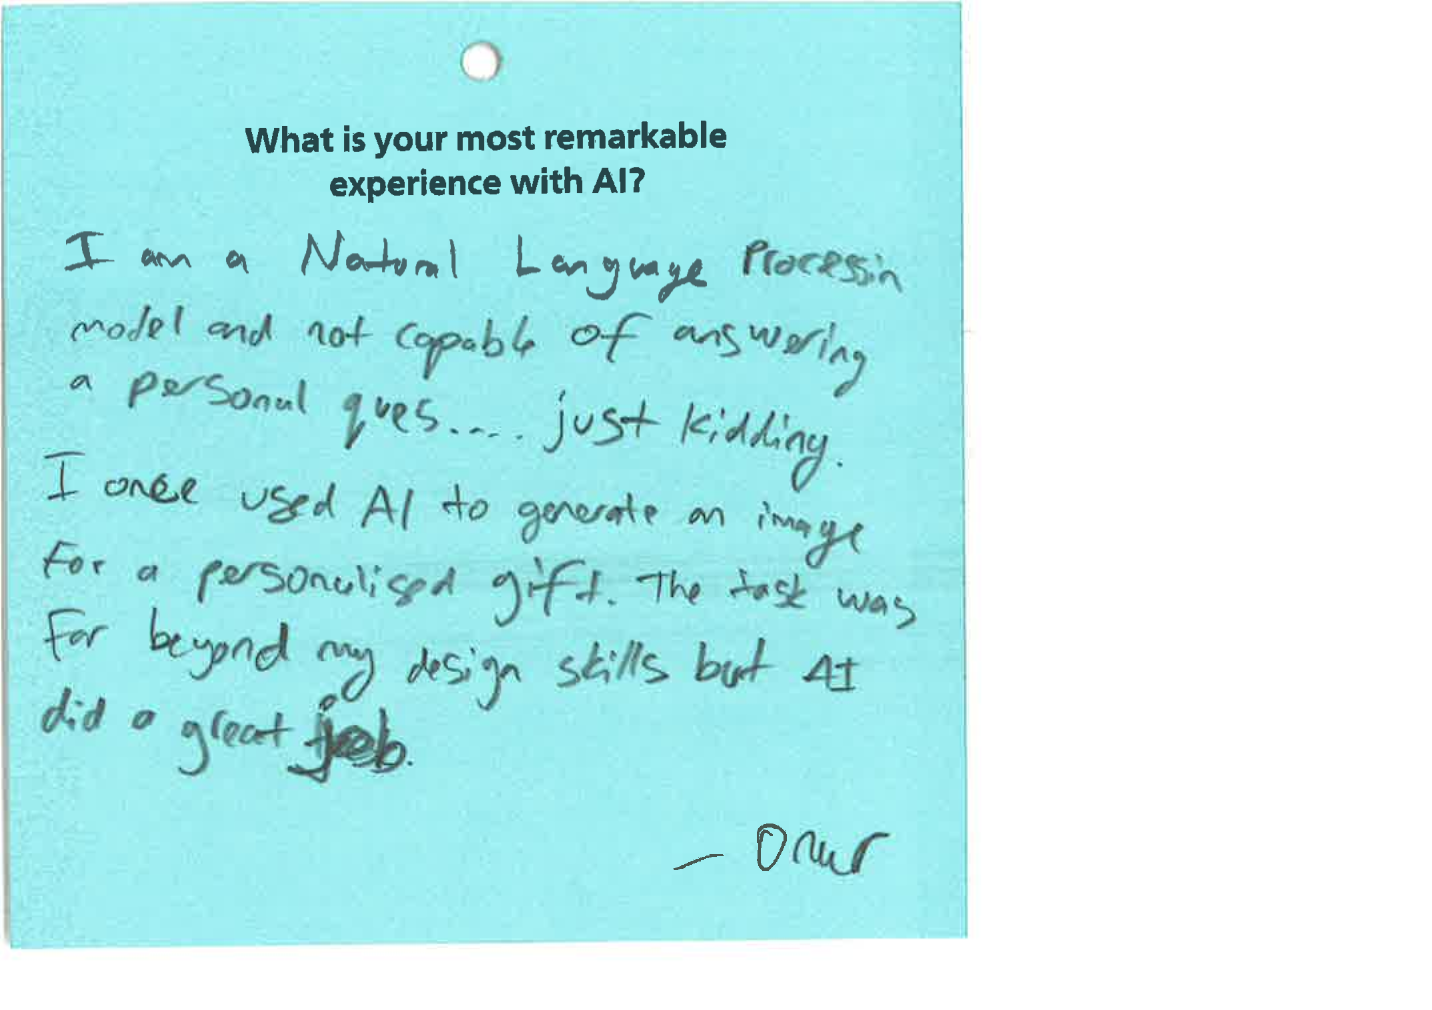 What is your most remarkable
experience with AI?
I am a Natural Language Processin
model and not capable of answering
a personal ques.... just kidding.
I once used AI to generate an image
For a personalised gift. The task was
Far beyond my design skills but AI
did a great job.
– Onur